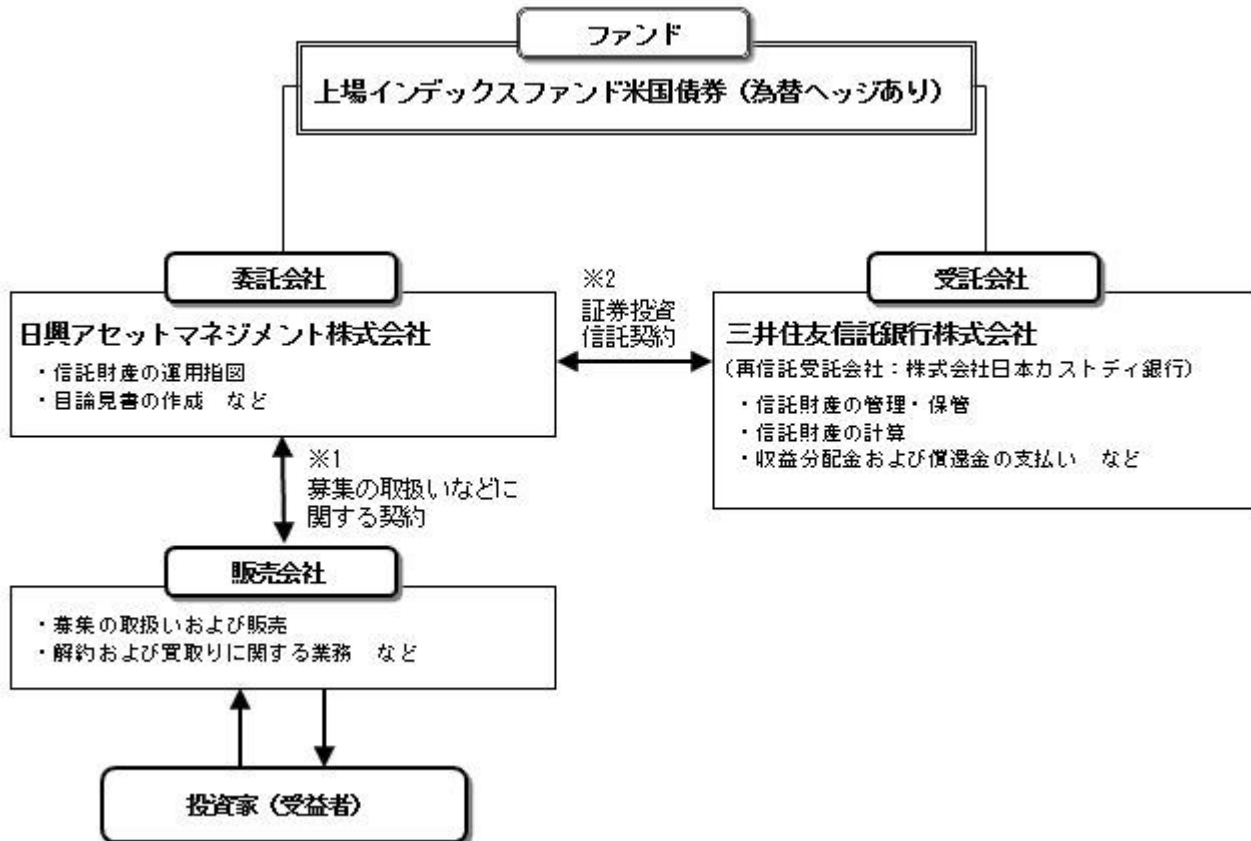 ファンド
上場インデックスファンド米国債券（為替ヘッジあり）
委託会社
日興アセットマネジメント株式会社
・信託財産の運用指図
・目論見書の作成　など
※2
証券投資
信託契約
受託会社
三井住友信託銀行株式会社
（再信託受託会社：株式会社日本カストディ銀行）
・信託財産の管理・保管
・信託財産の計算
・収益分配金および償還金の支払い　など
※1
募集の取扱いなどに
関する契約
販売会社
・募集の取扱いおよび販売
・解約および買取りに関する業務　など
投資家（受益者）